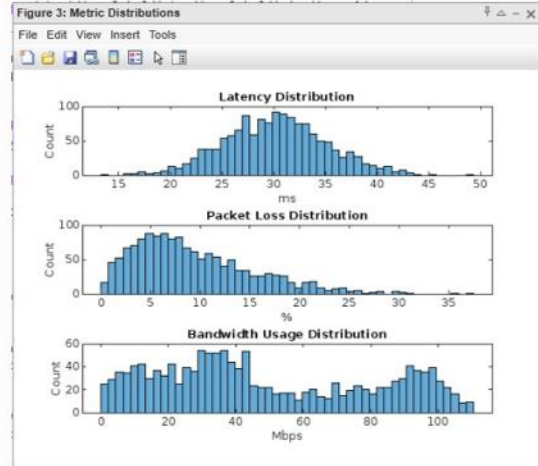 Figure 3: Metric Distributions
File Edit View Insert Tools
Latency Distribution
100
50
0
Count
15 20 25 30 35 40 45 50
ms
Packet Loss Distribution
100
50
0
Count
0 5 10 15 20 25 30 35
%
Bandwidth Usage Distribution
60
40
20
0
Count
0 20 40 60 80 100
Mbps